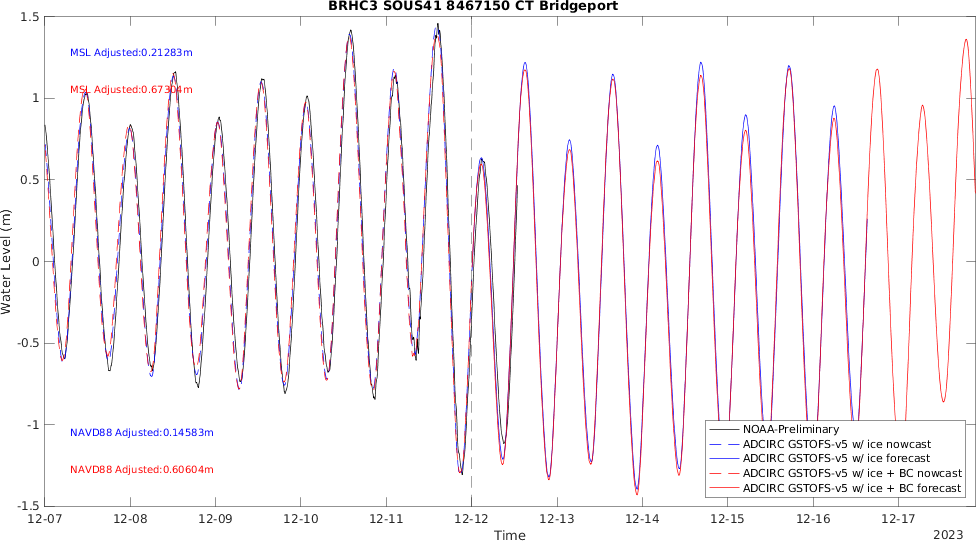 BRHC3 SOUS41 8467150 CT Bridgeport
Water Level (m)
1.5
1
0.5
0
-0.5
-1
-1.5
MSL Adjusted:0.21283m
MSL Adjusted:0.67304m
NAVD88 Adjusted:0.14583m
NAVD88 Adjusted:0.60604m
NOAA-Preliminary
ADCIRC GSTOFS-v5 w/ ice nowcast
ADCIRC GSTOFS-v5 w/ ice forecast
ADCIRC GSTOFS-v5 w/ ice + BC nowcast
ADCIRC GSTOFS-v5 w/ ice + BC forecast
12-07 12-08 12-09 12-10 12-11 12-12 12-13 12-14 12-15 12-16 12-17
Time
2023